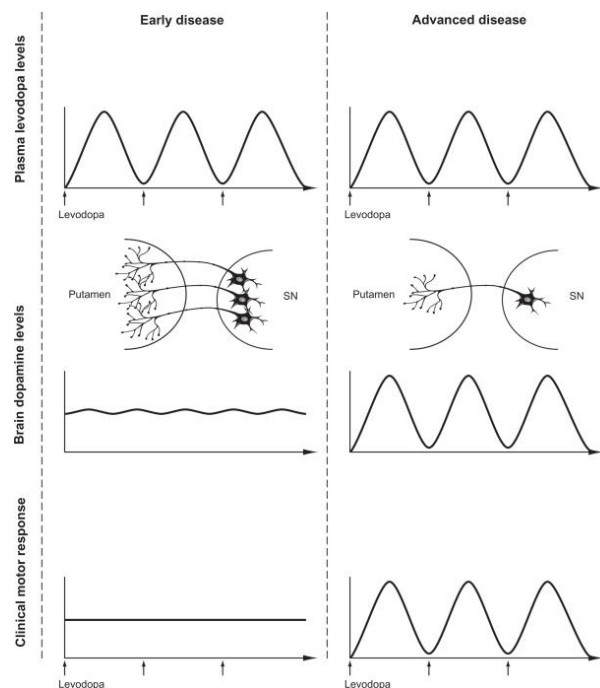 Early disease
Advanced disease
Plasma levodopa levels
Levodopa
Levodopa
Putamen
SN
Putamen
SN
Brain dopamine levels
Clinical motor response
Levodopa
Levodopa